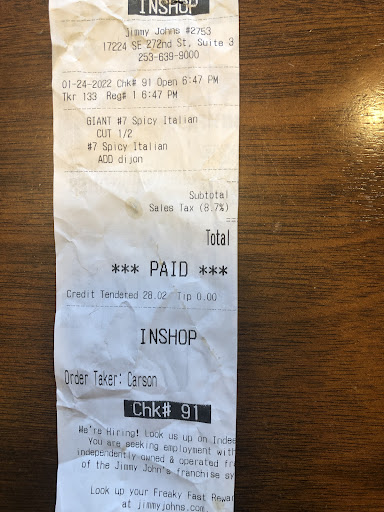 INSHOP
Jimmy Johns #2753
17224 SE 272nd St, Suite 3
253-639-9000
01-24-2022 Chk# 91 Open 6:47 PM
Tkr 133 Reg# 1 6:47 PM
GIANT #7 Spicy Italian
CUT 1/2
#7 Spicy Italian
ADD dijon
Subtotal
Sales Tax (8.7%)
==
Total
*** PAID ***
Credit Tendated 28.02 Tip 0.00
INSHOP
Order Taker: Carson
Chk# 91
We're Hiring! Look us up on Indee
You are seeking employment with
independently owned & operated fr
of the Jimmy John's franchise sy
Look up your Freaky Fast Rewa
at jimmyjohns.com